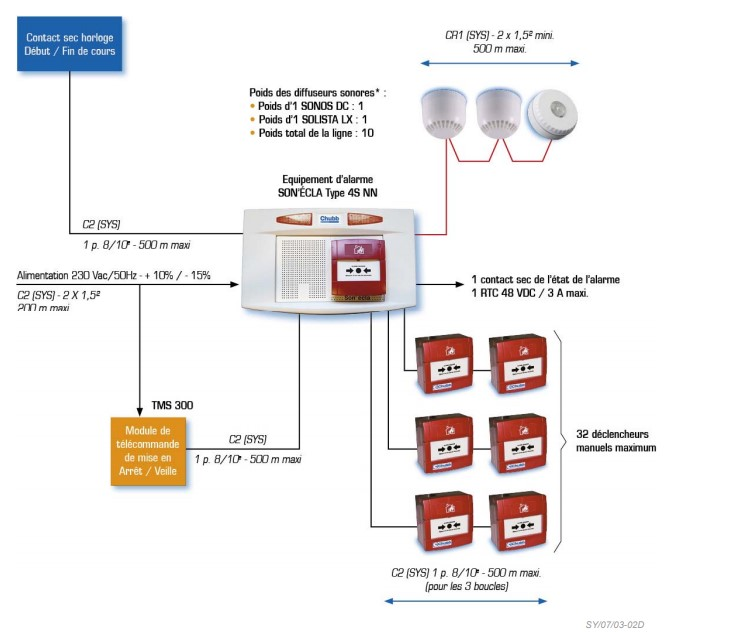 Contact sec horloge
Début / Fin de cours
CR1 (SYS) - 2 x 1,5² mini.
500 m maxi.
Poids des diffuseurs sonores* :
• Poids d'1 SONOS DC : 1
• Poids d'1 SOLISTA LX : 1
• Poids total de la ligne : 10
Equipement d'alarme
SON'ÉCLA Type 4S NN
Chubb
C2 (SYS)
1 p. 8/10e - 500 m maxi
Alimentation 230 Vac/50Hz - + 10% / - 15%
C2 (SYS) - 2 X 1,5²
200 m maxi
Son'écla
1 contact sec de l'état de l'alarme
1 RTC 48 VDC / 3 A maxi.
TMS 300
Module de
télécommande
de mise en
Arrêt / Veille
C2 (SYS)
1 p. 8/10e - 500 m maxi
32 déclencheurs
manuels maximum
C2 (SYS) 1 p. 8/10e - 500 m maxi.
(pour les 3 boucles)
SY/07/03-02D